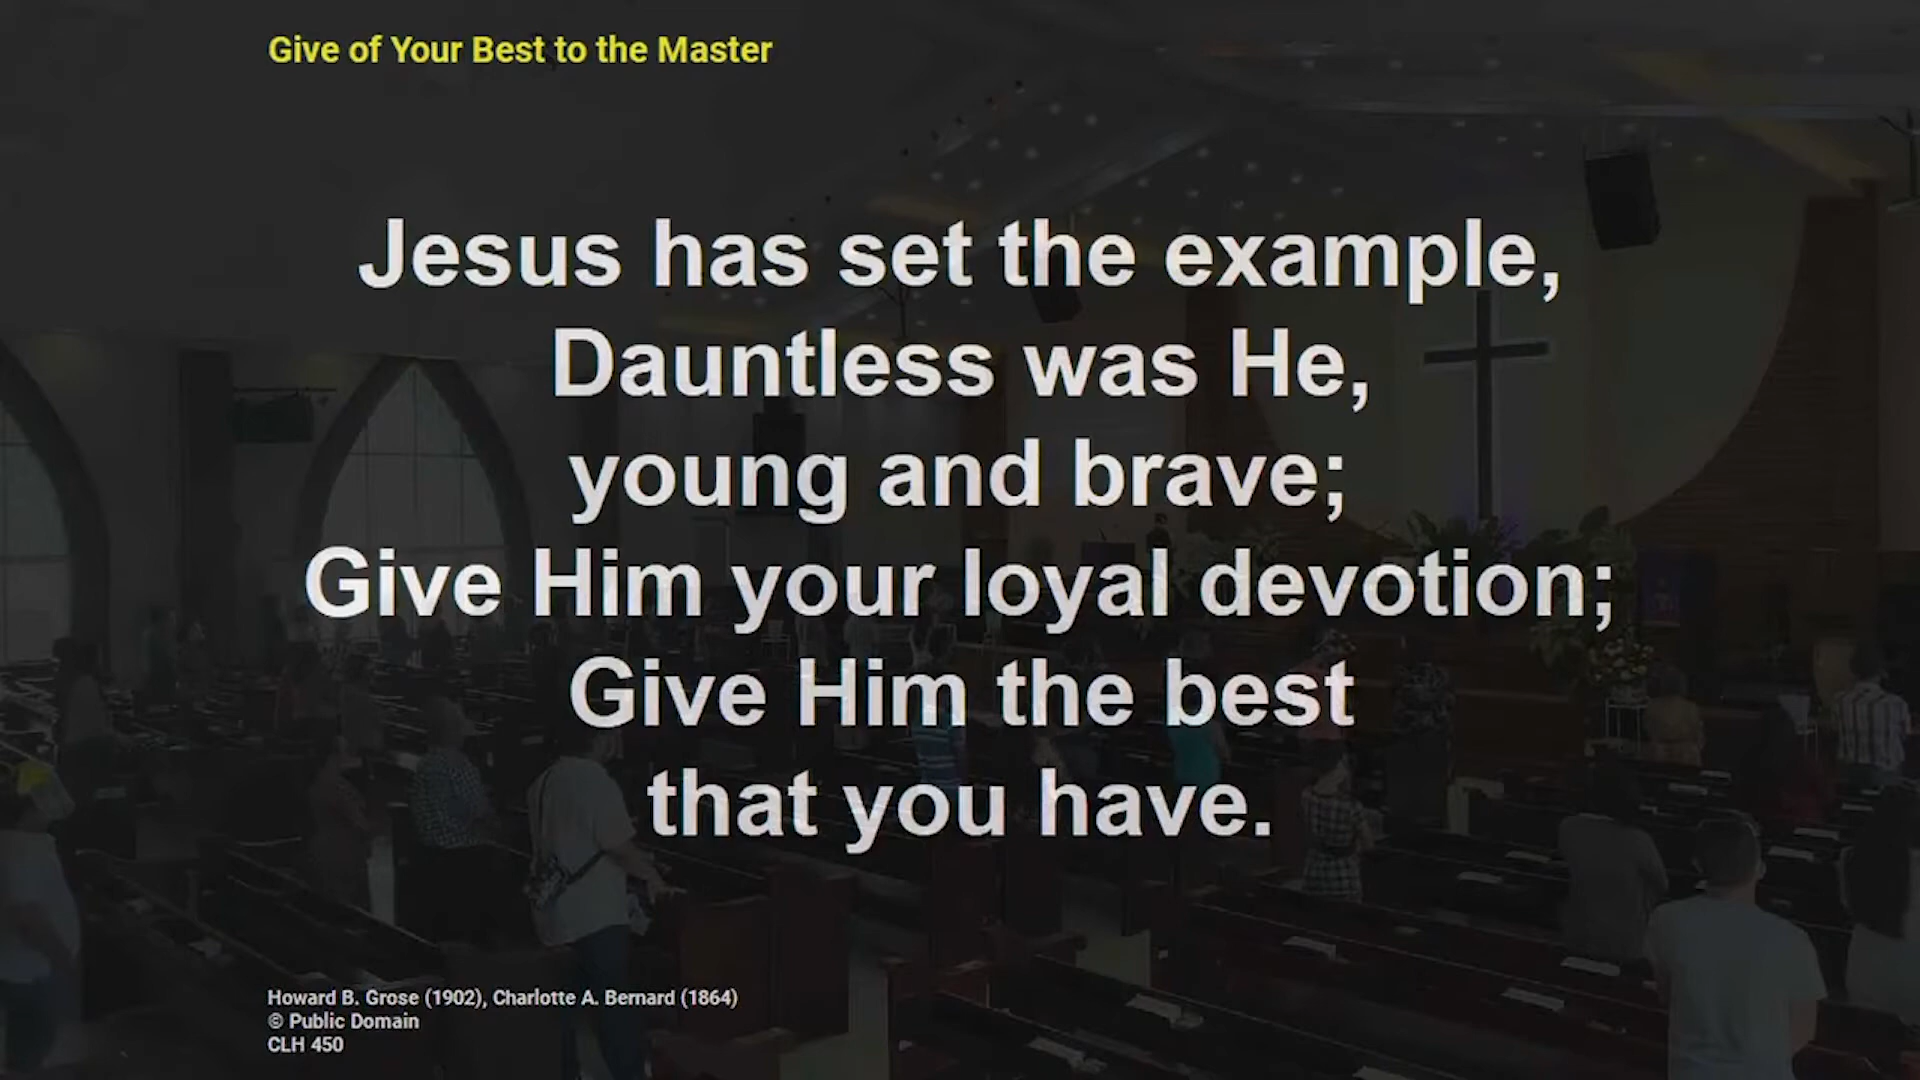 Give of Your Best to the Master
Jesus has set the example,
Dauntless was He,
young and brave;
Give Him your loyal devotion;
Give Him the best
that you have.
Howard B. Grose (1902), Charlotte A. Bernard (1864)
© Public Domain
CLH 450